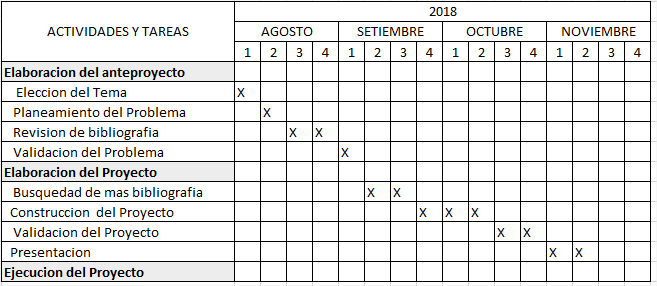 2018
ACTIVIDADES Y TAREAS
AGOSTO SETIEMBRE OCTUBRE NOVIEMBRE
1 2 3 4 1 2 3 4 1 2 3 4 1 2 3 4
Elaboracion del anteproyecto
Eleccion del Tema X
Planeamiento del Problema X
Revision de bibliografia X X
Validacion del Problema X
Elaboracion del Proyecto
Busquedad de mas bibliografia X X
Construccion del Proyecto X X X
Validacion del Proyecto X X
Presentacion X X
Ejecucion del Proyecto